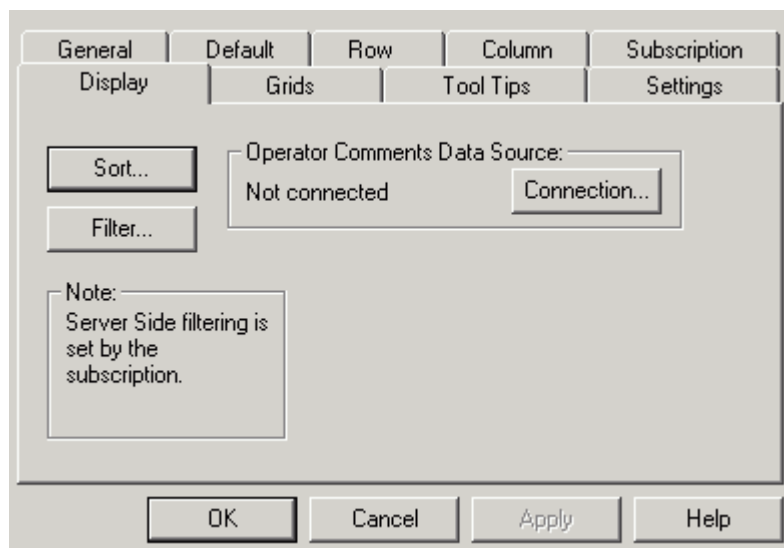 General Default Row Column Subscription
Display Grids Tool Tips Settings
Sort...
Filter...
Operator Comments Data Source:
Not connected Connection...
Note:
Server Side filtering is
set by the
subscription.
OK Cancel Apply Help